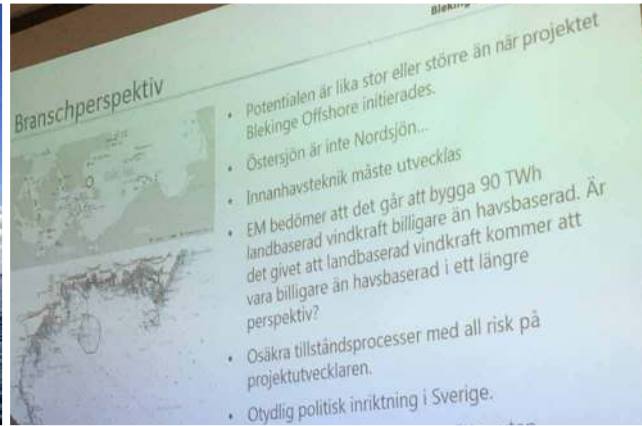 Branschperspektiv
• Potentialen är lika stor eller större än när projektet
Blekinge Offshore initierades.
• Östersjön är inte Nordsjön...
• Innanhavsteknik måste utvecklas
• EM bedömer att det går att bygga 90 TWh
landbaserad vindkraft billigare än havsbaserad. Är
det givet att landbaserad vindkraft kommer att
vara billigare än havsbaserad i ett längre
perspektiv?
• Osäkra tillståndsprocesser med all risk på
projektutvecklaren.
• Otydlig politisk inriktning i Sverige.